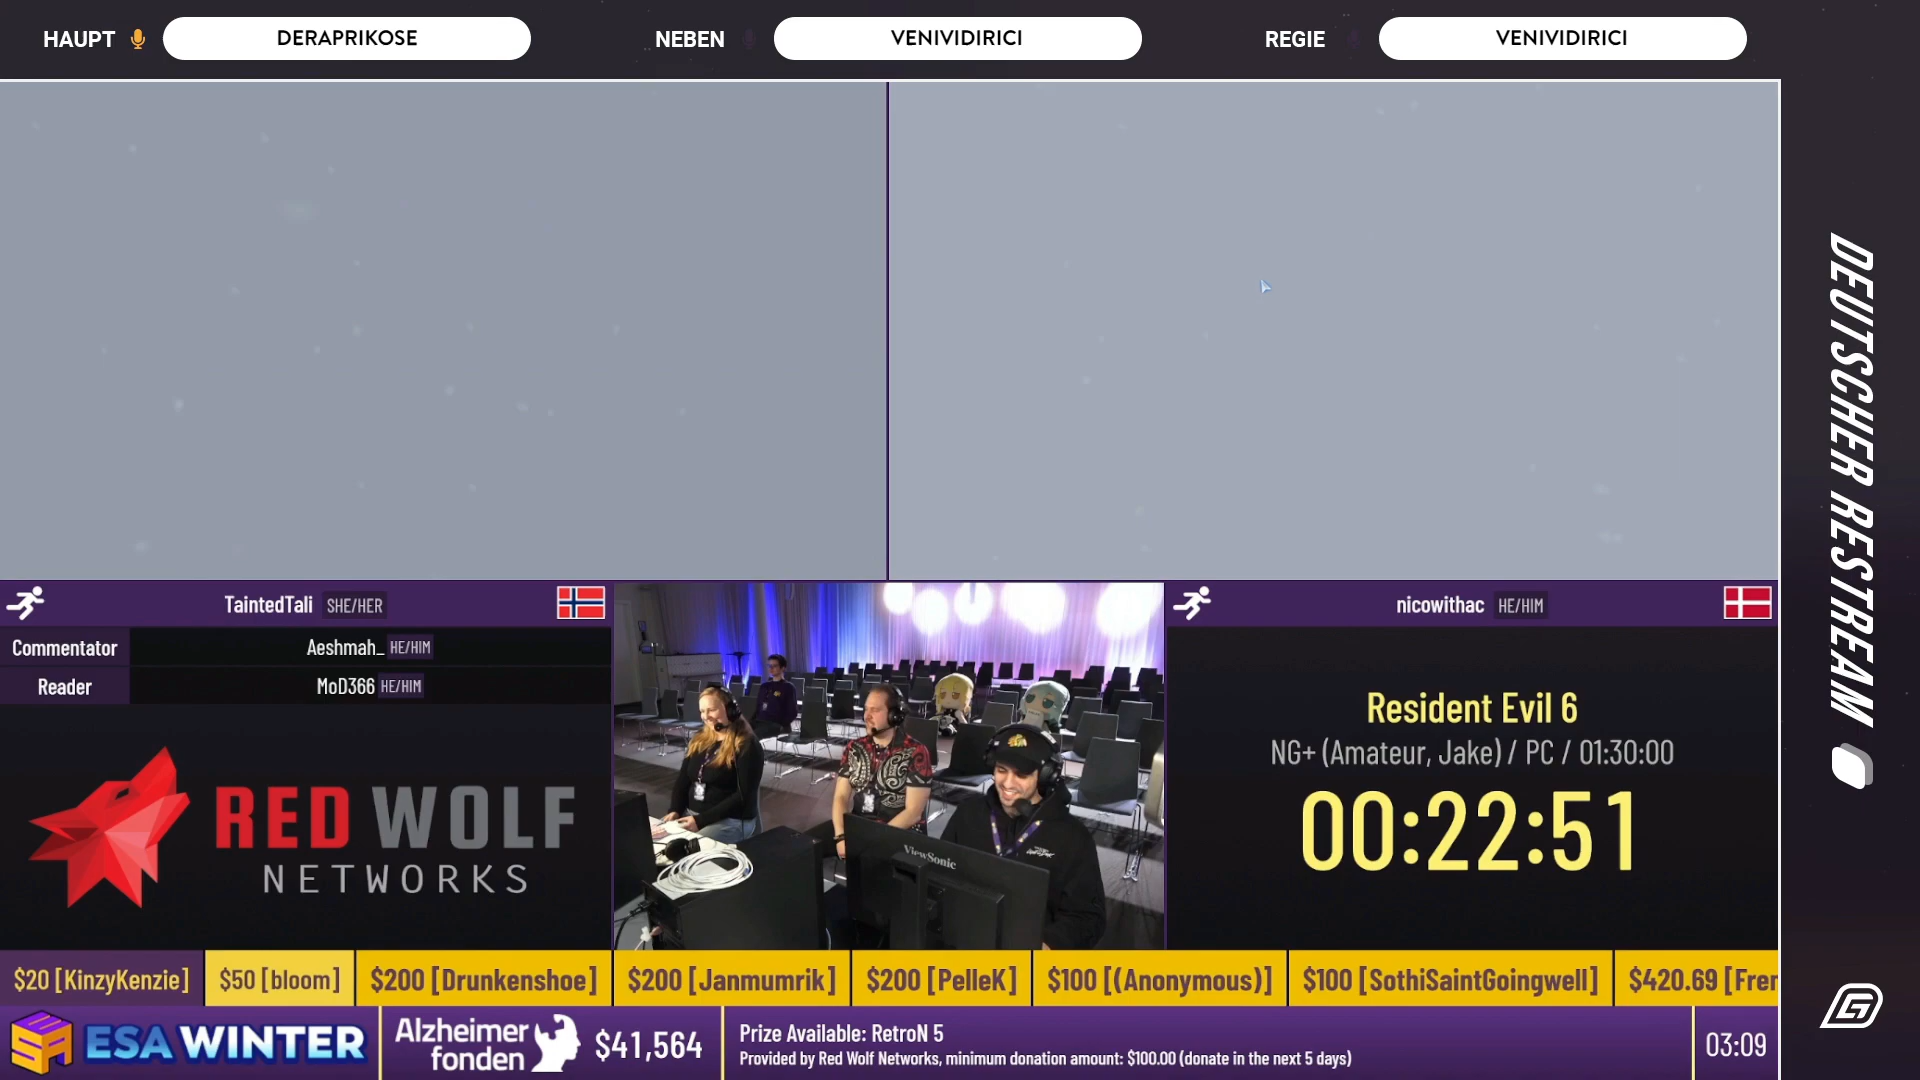 HAUPT
DERAPRIKOSE
NEBEN
VENIVIDIRICI
REGIE
VENIVIDIRICI
DEUTSCHER RESTREAM
TaintedTali SHE/HER
Commentator
Aeshmah_ HE/HIM
Reader
MoD366 HE/HIM
RED WOLF
NETWORKS
ViewSonic
nicowithac HE/HIM
Resident Evil 6
NG+ (Amateur, Jake) / PC / 01:30:00
00:22:51
$20 [KinzyKenzie]
$50 [bloom]
$200 [Drunkenshoe]
$200 [Janmumrik]
$200 [PelleK]
$100 [(Anonymous)]
$100 [SothiSaintGoingwell]
$420.69 [Fren
ESA WINTER
Alzheimer
fonden
$41,564
Prize Available: RetroN 5
Provided by Red Wolf Networks, minimum donation amount: $100.00 (donate in the next 5 days)
03:09